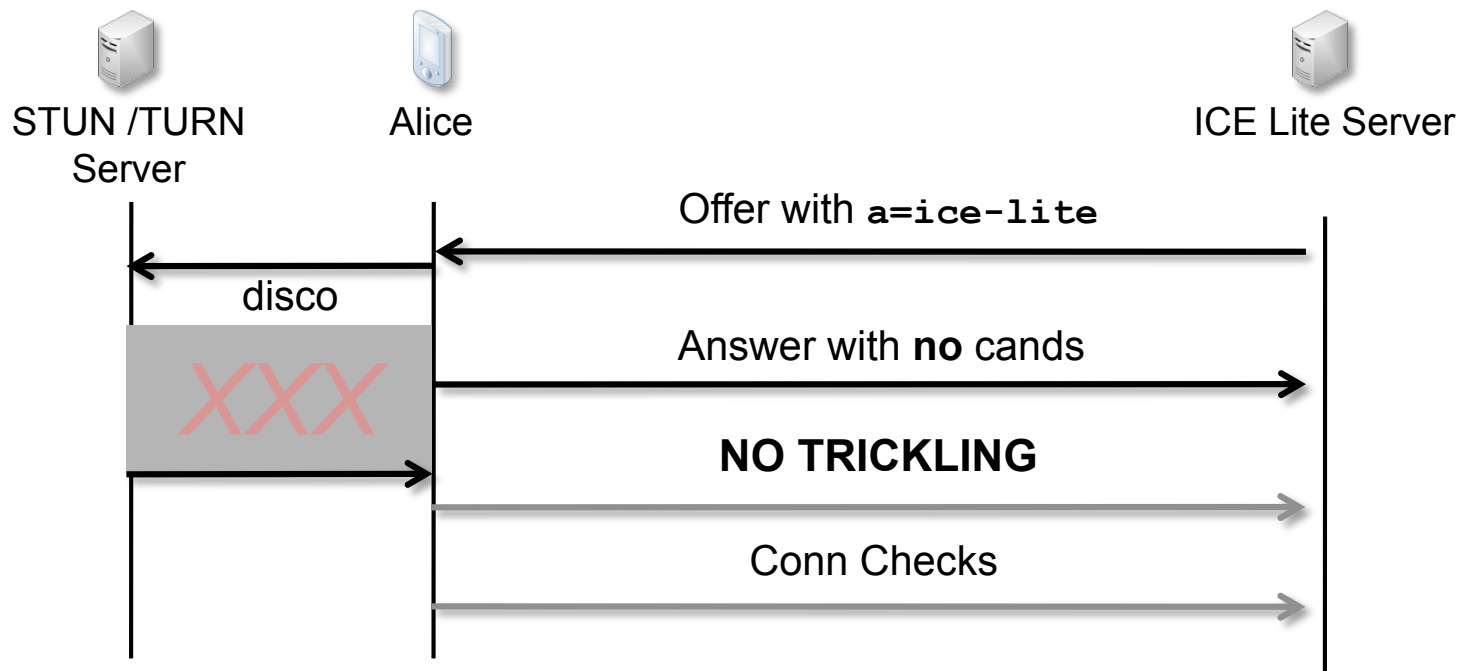 STUN /TURN
Server
Alice
ICE Lite Server
Offer with a=ice-lite
disco
Answer with no cands
XXX
NO TRICKLING
Conn Checks